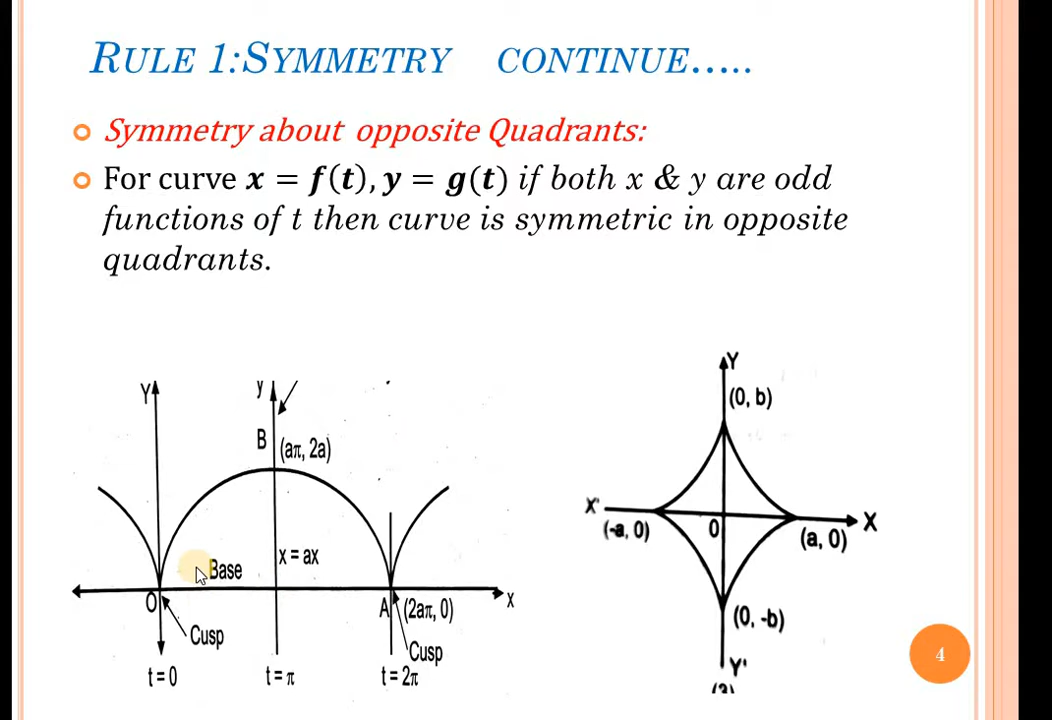 RULE 1:SYMMETRY CONTINUE.....
Symmetry about opposite Quadrants:
For curve x = f(t), y = g(t) if both x & y are odd
functions of t then curve is symmetric in opposite
quadrants.
Y
y
B
(aπ, 2a)
x = ax
Base
O
A
(2aπ, 0)
x
Cusp
Cusp
t = 0
t = π
t = 2π
Y
(0, b)
X'
(-a, 0)
0
(a, 0)
X
(0, -b)
Y'
4